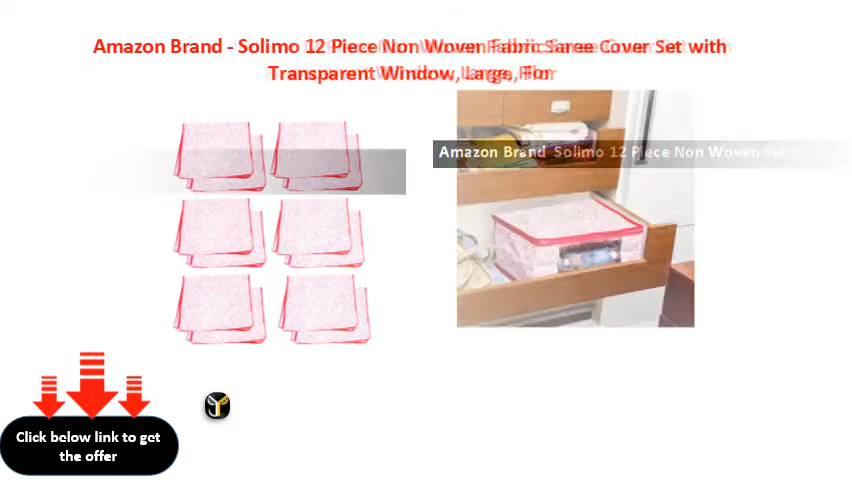 Amazon Brand - Solimo 12 Piece Non Woven Fabric Saree Cover Set with
Transparent Window, Large, Flor
Amazon Brand Solimo 12 Piece Non Woven
Click below link to get
the offer